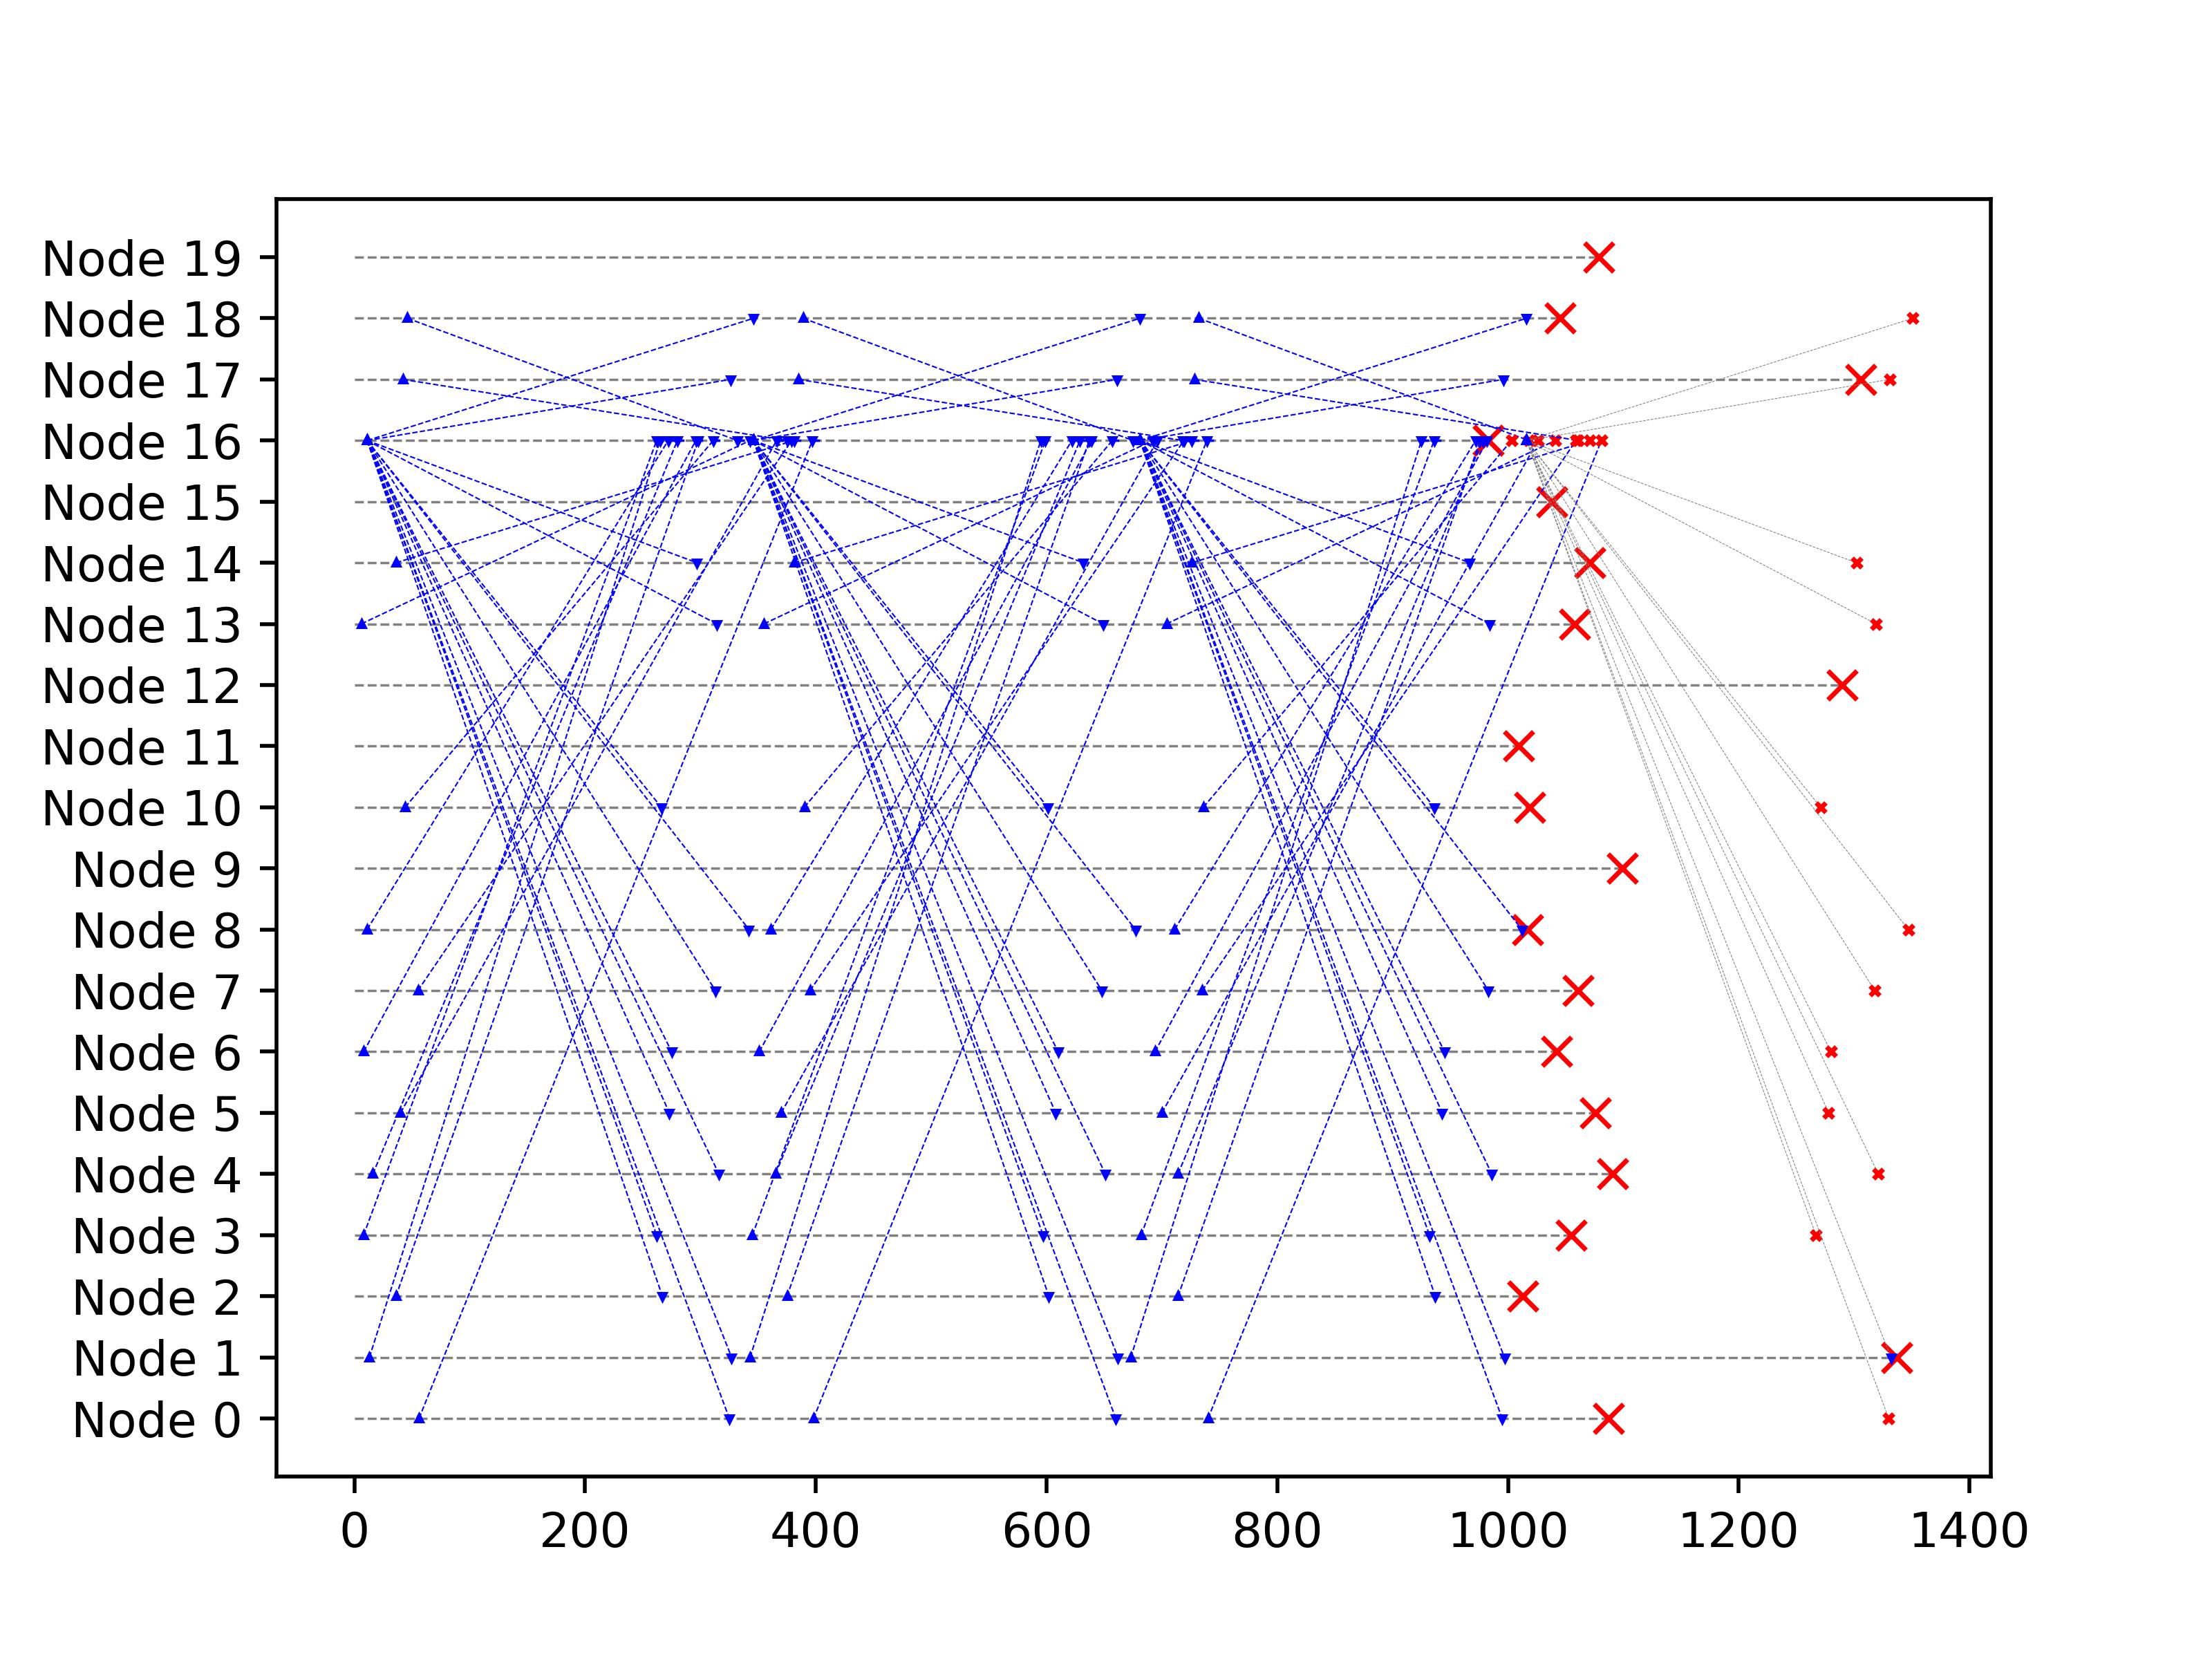 Node 19
Node 18
Node 17
Node 16
Node 15
Node 14
Node 13
Node 12
Node 11
Node 10
Node 9
Node 8
Node 7
Node 6
Node 5
Node 4
Node 3
Node 2
Node 1
Node 0
0 200 400 600 800 1000 1200 1400